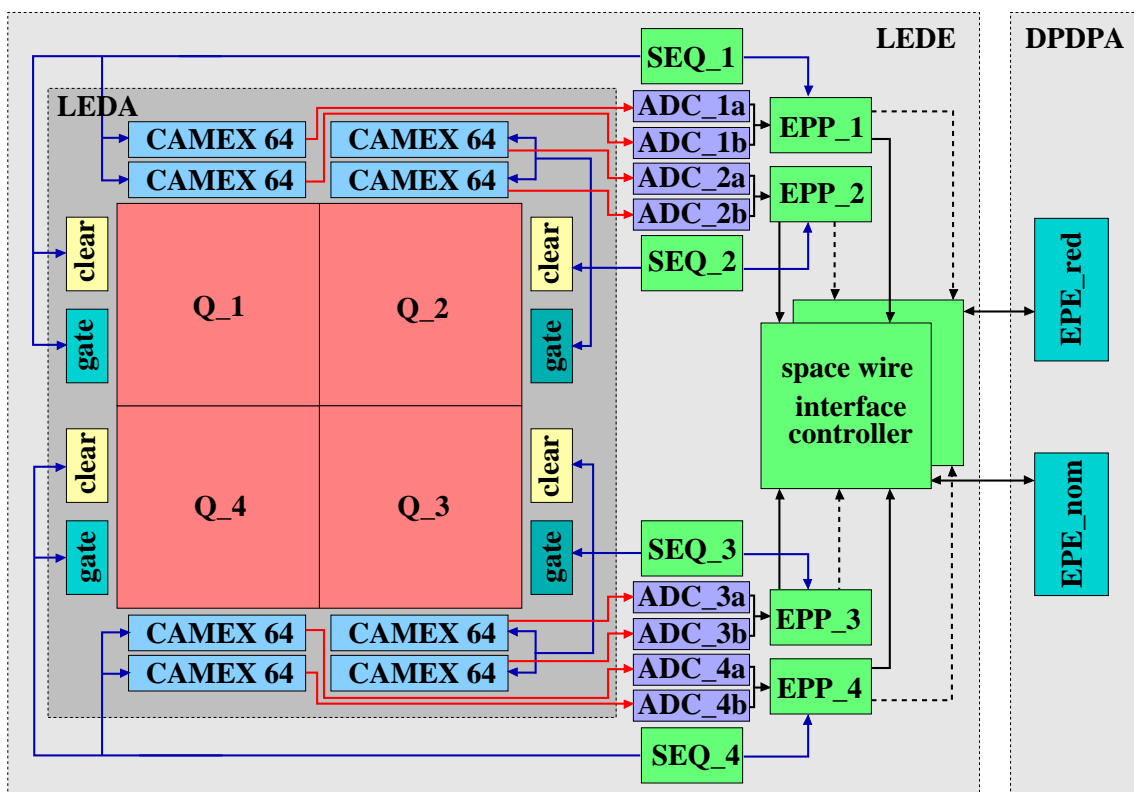 SEQ_1
LEDE
DPDPA
LEDA
ADC_1a
CAMEX 64
CAMEX 64
ADC_1b
EPP_1
CAMEX 64
CAMEX 64
ADC_2a
ADC_2b
EPP_2
clear
clear
SEQ_2
Q_1
Q_2
EPE_red
gate
gate
space wire
interface
controller
clear
clear
Q_4
Q_3
EPE_nom
gate
gate
SEQ_3
ADC_3a
EPP_3
CAMEX 64
CAMEX 64
ADC_3b
CAMEX 64
CAMEX 64
ADC_4a
EPP_4
ADC_4b
SEQ_4